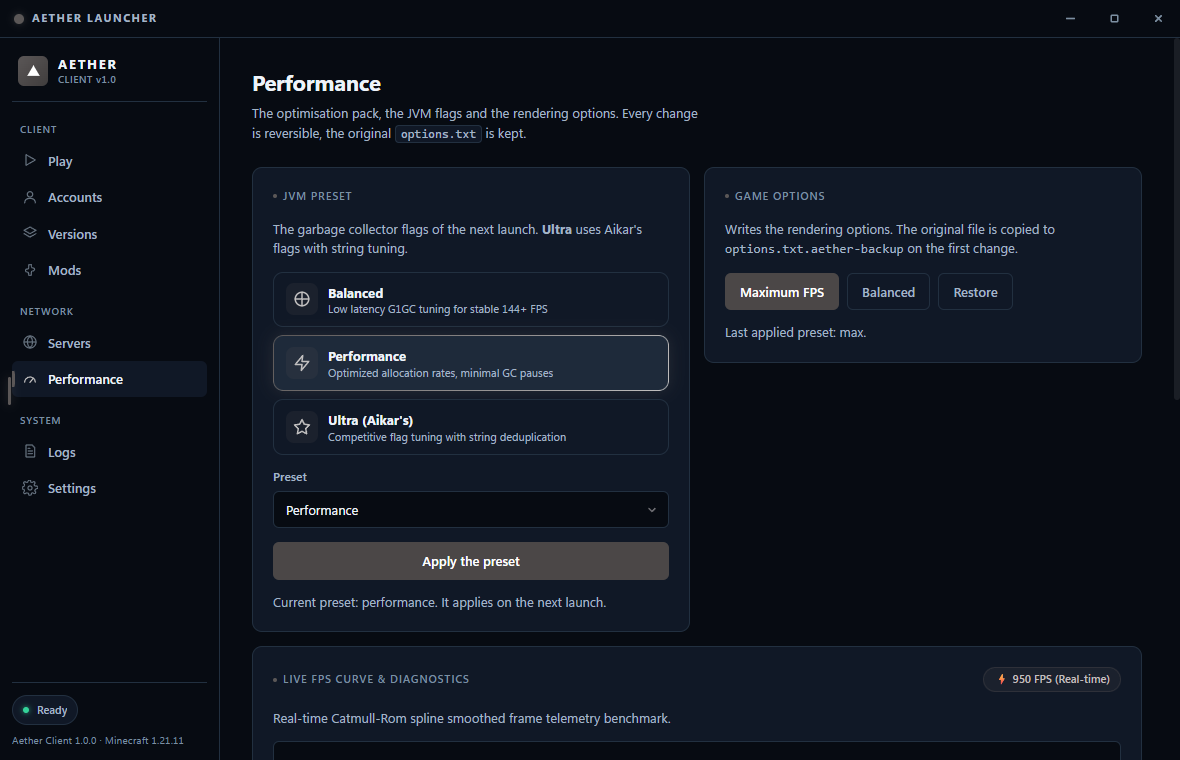 AETHER LAUNCHER
AETHER
CLIENT v1.0
CLIENT
Play
Accounts
Versions
Mods
NETWORK
Servers
Performance
SYSTEM
Logs
Settings
Ready
Aether Client 1.0.0 · Minecraft 1.21.11
Performance
The optimisation pack, the JVM flags and the rendering options. Every change
is reversible, the original options.txt is kept.
JVM PRESET
The garbage collector flags of the next launch. Ultra uses Aikar's
flags with string tuning.
Balanced
Low latency G1GC tuning for stable 144+ FPS
Performance
Optimized allocation rates, minimal GC pauses
Ultra (Aikar's)
Competitive flag tuning with string deduplication
Preset
Performance
Apply the preset
Current preset: performance. It applies on the next launch.
GAME OPTIONS
Writes the rendering options. The original file is copied to
options.txt.aether-backup on the first change.
Maximum FPS
Balanced
Restore
Last applied preset: max.
LIVE FPS CURVE & DIAGNOSTICS
950 FPS (Real-time)
Real-time Catmull-Rom spline smoothed frame telemetry benchmark.